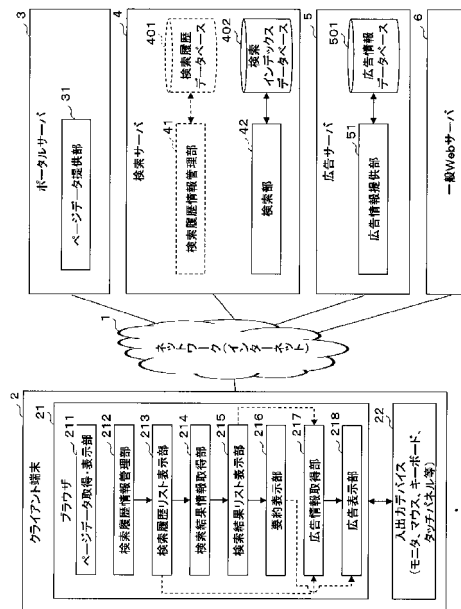 3
ポータルサーバ
31
ページデータ提供部
4
検索サーバ
401
検索履歴
データベース
41
検索履歴情報管理部
402
検索
インデックス
データベース
42
検索部
5
広告サーバ
501
広告情報
データベース
51
広告情報提供部
6
一般Webサーバ
1
ネットワーク(インターネット)
2
クライアント端末
21
ブラウザ
211
ページデータ取得・表示部
212
検索履歴情報管理部
213
検索履歴リスト表示部
214
検索結果情報取得部
215
検索結果リスト表示部
216
要約表示部
217
広告情報取得部
218
広告表示部
22
入出力デバイス
(モニタ、マウス、キーボード、
タッチパネル等)